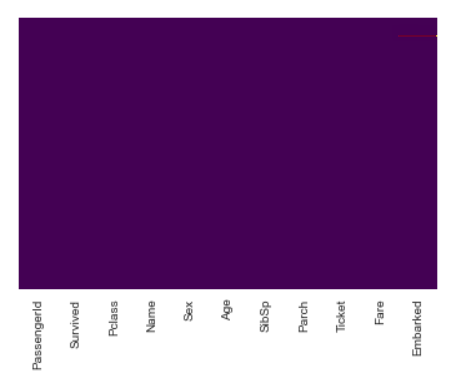 PassengerId
Survived
Pclass
Name
Sex
Age
SibSp
Parch
Ticket
Fare
Embarked